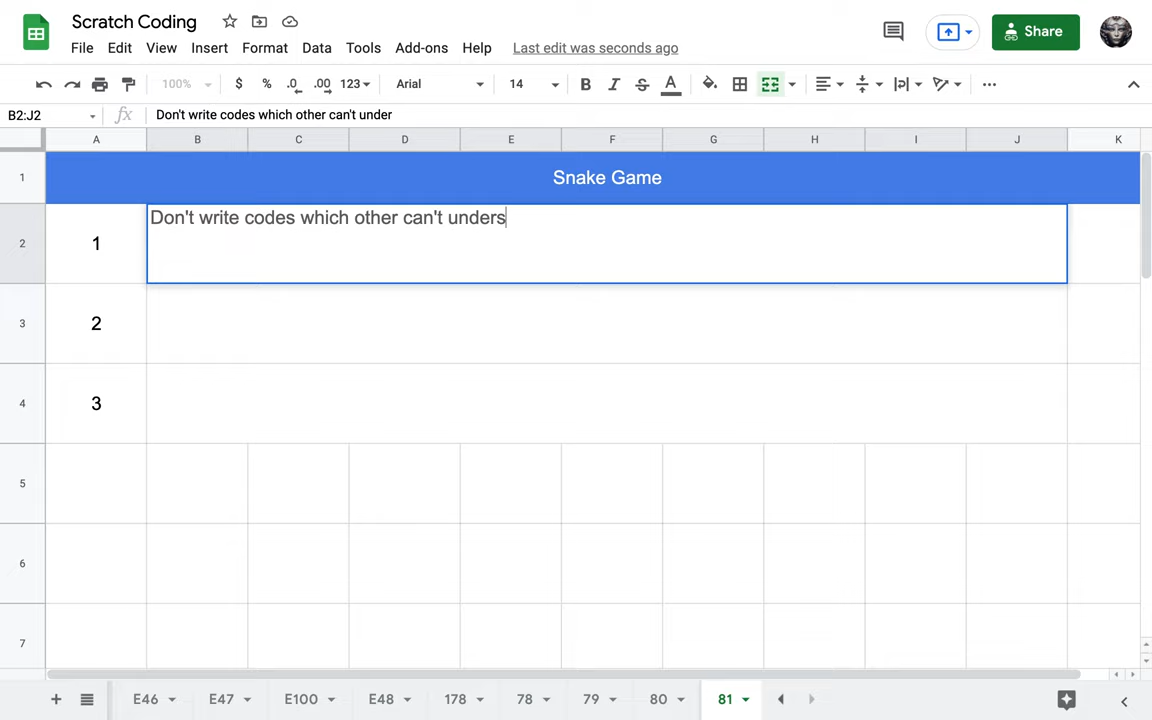 Scratch Coding
File Edit View Insert Format Data Tools Add-ons Help Last edit was seconds ago
Share
100% $ % .0 .00 123 Arial 14 B I S A
B2:J2 fx Don't write codes which other can't under
A B C D E F G H I J K
1 Snake Game
2 1 Don't write codes which other can't unders
3 2
4 3
5
6
7
+ E46 E47 E100 E48 178 78 79 80 81